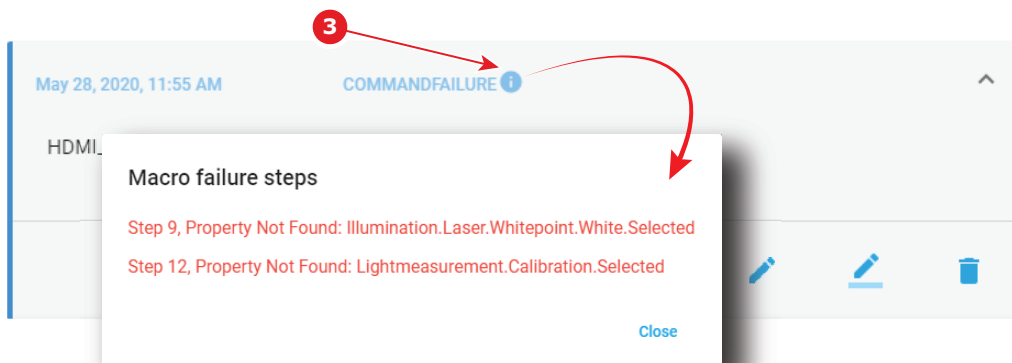 3
May 28, 2020, 11:55 AM COMMANDFAILURE i
HDMI_
Macro failure steps
Step 9, Property Not Found: Illumination.Laser.Whitepoint.White.Selected
Step 12, Property Not Found: Lightmeasurement.Calibration.Selected
Close